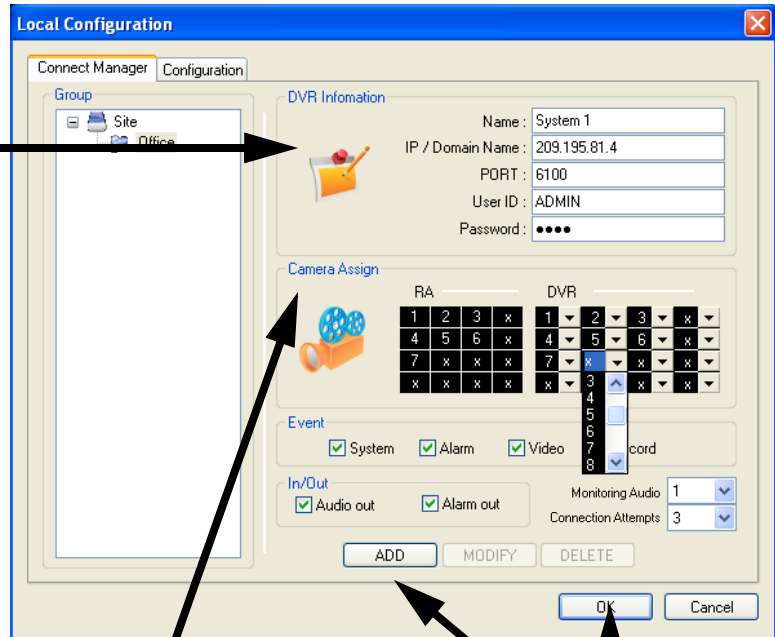 Local Configuration
Connect Manager Configuration
Group
Site
Office
DVR Infomation
Name : System 1
IP / Domain Name : 209.195.81.4
PORT : 6100
User ID : ADMIN
Password : ••••
Camera Assign
RA DVR
1 2 3 x 1 2 3 x
4 5 6 x 4 5 6 x
7 x x x 7 x x x
x x x x x x x
3
4
5
6
7
8
Event
System Alarm Video cord
In/Out
Audio out Alarm out
Monitoring Audio 1
Connection Attempts 3
ADD MODIFY DELETE
OK Cancel